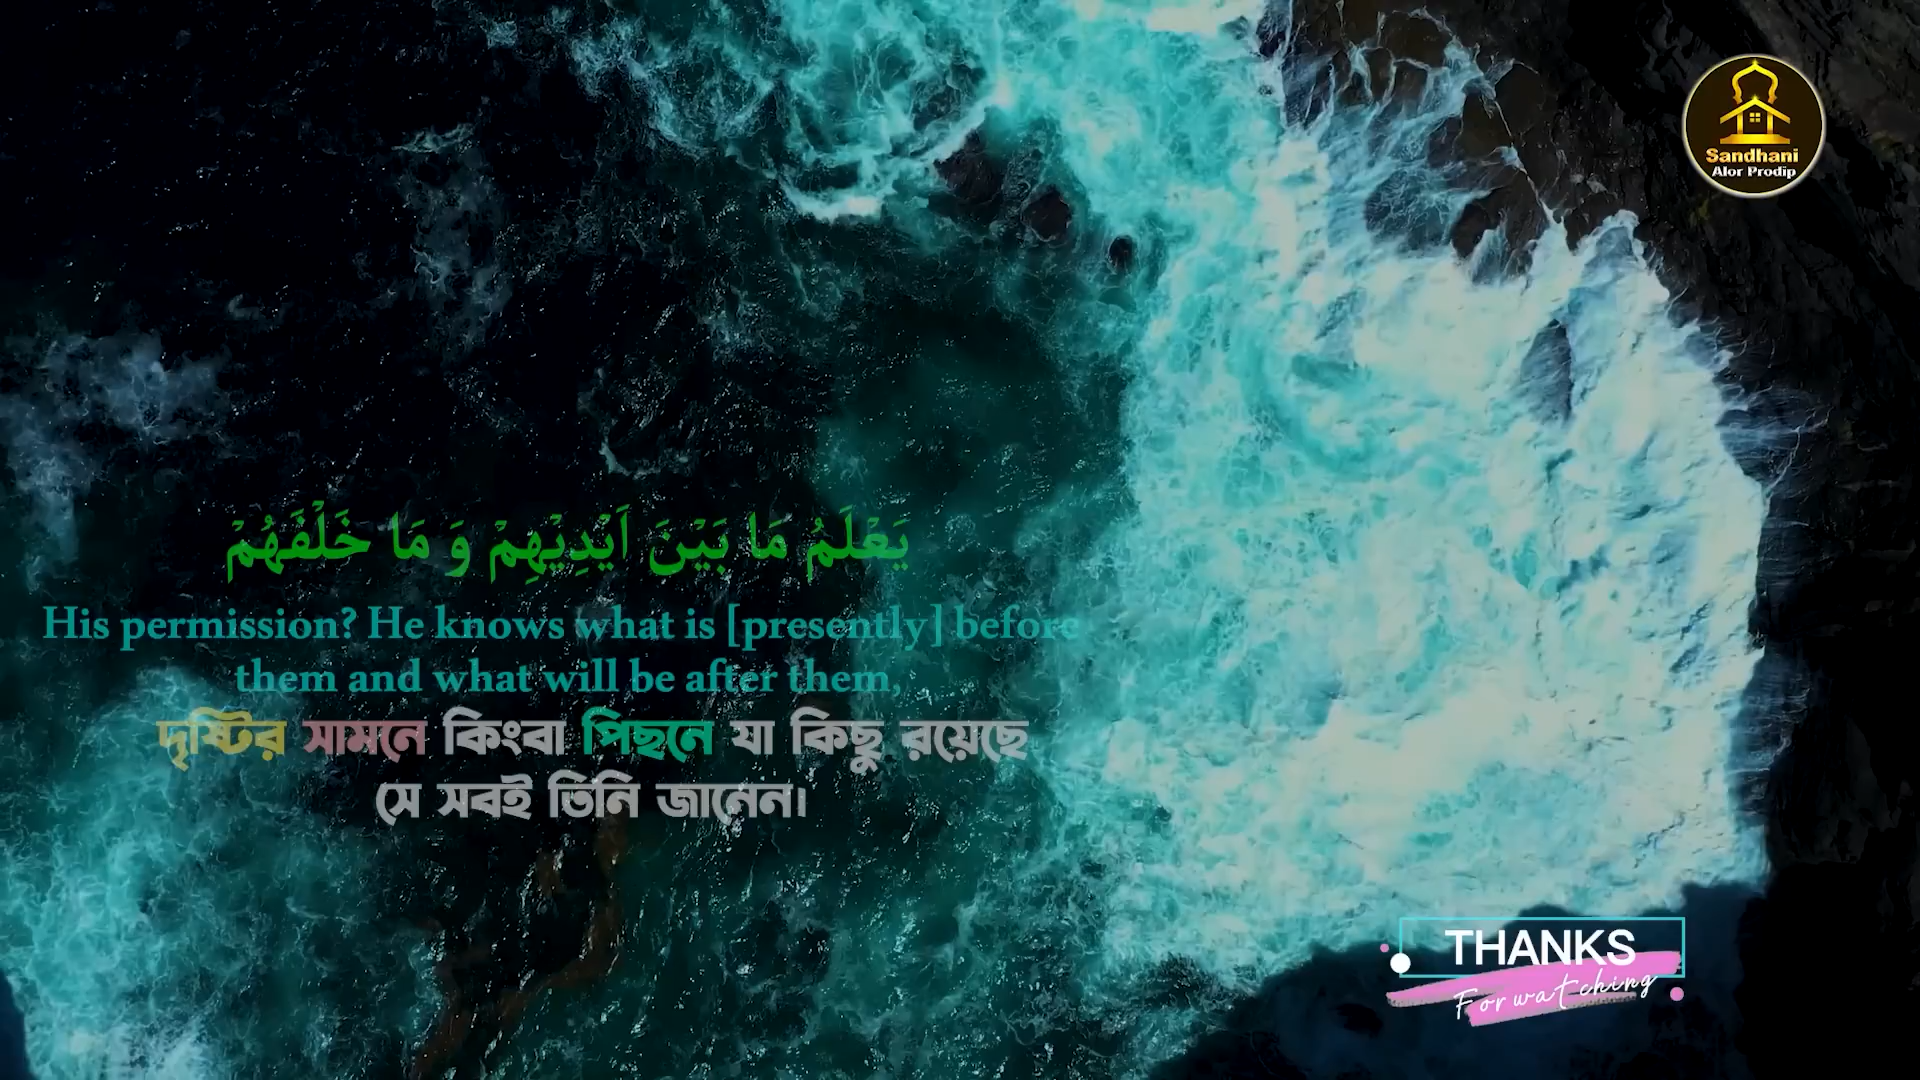 Sandhani
Alor Prodip
يَعْلَمُ مَا بَيْنَ اَيْدِيْهِمْ وَ مَا خَلْفَهُمْ
His permission? He knows what is [presently] before
them and what will be after them,
দৃষ্টির সামনে কিংবা পিছনে যা কিছু রয়েছে
সে সবই তিনি জানেন।
THANKS
For watching